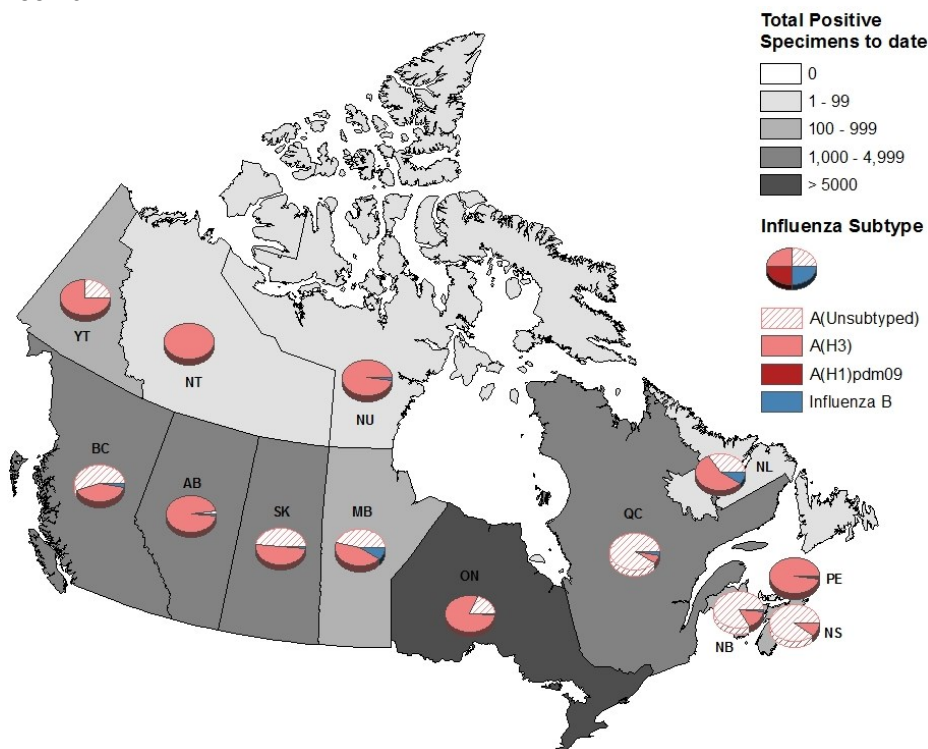 Total Positive
Specimens to date
0
1 - 99
100 - 999
1,000 - 4,999
> 5000
Influenza Subtype
A(Unsubtyped)
A(H3)
A(H1)pdm09
Influenza B
YT
NT
NU
BC
AB
SK
MB
ON
QC
NL
PE
NB
NS